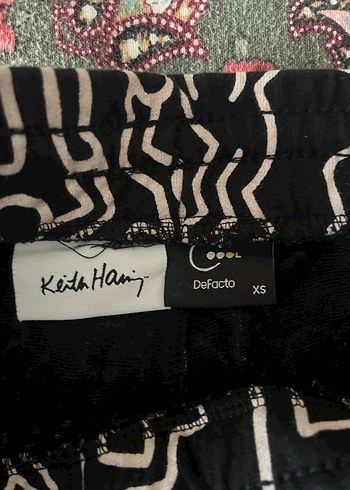 Keith Haring
L
DeFacto
XS